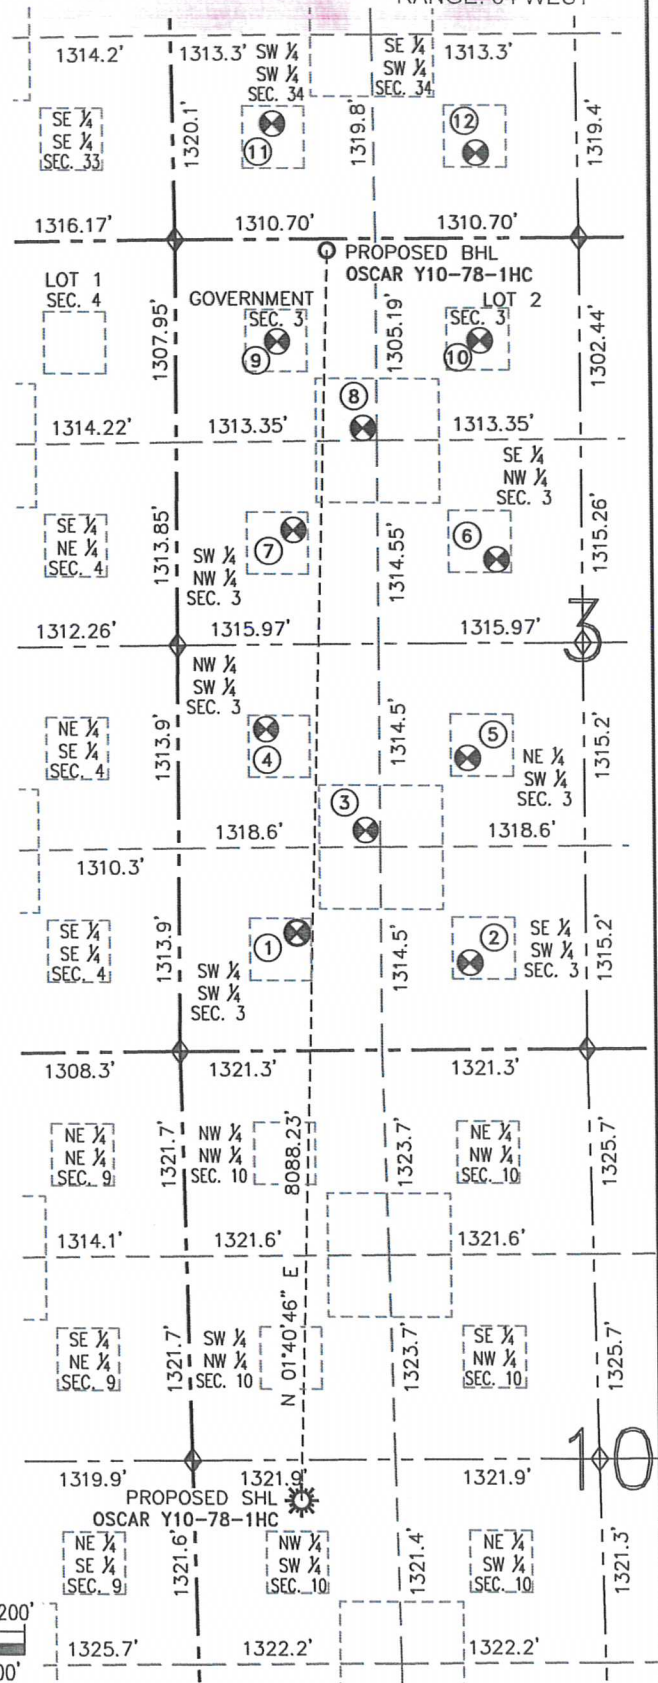 1314.2'
1313.3'
SW ¼
SW ¼
SEC. 34
SE ¼
SW ¼
SEC. 34
1313.3'
SE ¼
SE ¼
SEC. 33
1320.1'
11
1319.8'
12
1319.4'
1316.17'
1310.70'
1310.70'
PROPOSED BHL
OSCAR Y10-78-1HC
LOT 1
SEC. 4
1307.95'
GOVERNMENT
SEC. 3
9
1305.19'
LOT 2
SEC. 3
10
1302.44'
8
1314.22'
1313.35'
1313.35'
SE ¼
NW ¼
SEC. 3
SE ¼
NE ¼
SEC. 4
1313.85'
SW ¼
NW ¼
SEC. 3
7
1314.55'
6
1315.26'
3
1312.26'
1315.97'
1315.97'
NW ¼
SW ¼
SEC. 3
NE ¼
SE ¼
SEC. 4
1313.9'
4
1314.5'
5
NE ¼
SW ¼
SEC. 3
1315.2'
3
1310.3'
1318.6'
1318.6'
SE ¼
SE ¼
SEC. 4
1313.9'
SW ¼
SW ¼
SEC. 3
1
1314.5'
2
SE ¼
SW ¼
SEC. 3
1315.2'
1308.3'
1321.3'
1321.3'
NE ¼
NE ¼
SEC. 9
1321.7'
NW ¼
NW ¼
SEC. 10
8088.23'
1323.7'
NE ¼
NW ¼
SEC. 10
1325.7'
1314.1'
1321.6'
1321.6'
N 01°40'46" E
SE ¼
NE ¼
SEC. 9
1321.7'
SW ¼
NW ¼
SEC. 10
1323.7'
SE ¼
NW ¼
SEC. 10
1325.7'
10
1319.9'
1321.9'
1321.9'
PROPOSED SHL
OSCAR Y10-78-1HC
NE ¼
SE ¼
SEC. 9
1321.6'
NW ¼
SW ¼
SEC. 10
1321.4'
NE ¼
SW ¼
SEC. 10
1321.3'
1325.7'
1322.2'
1322.2'